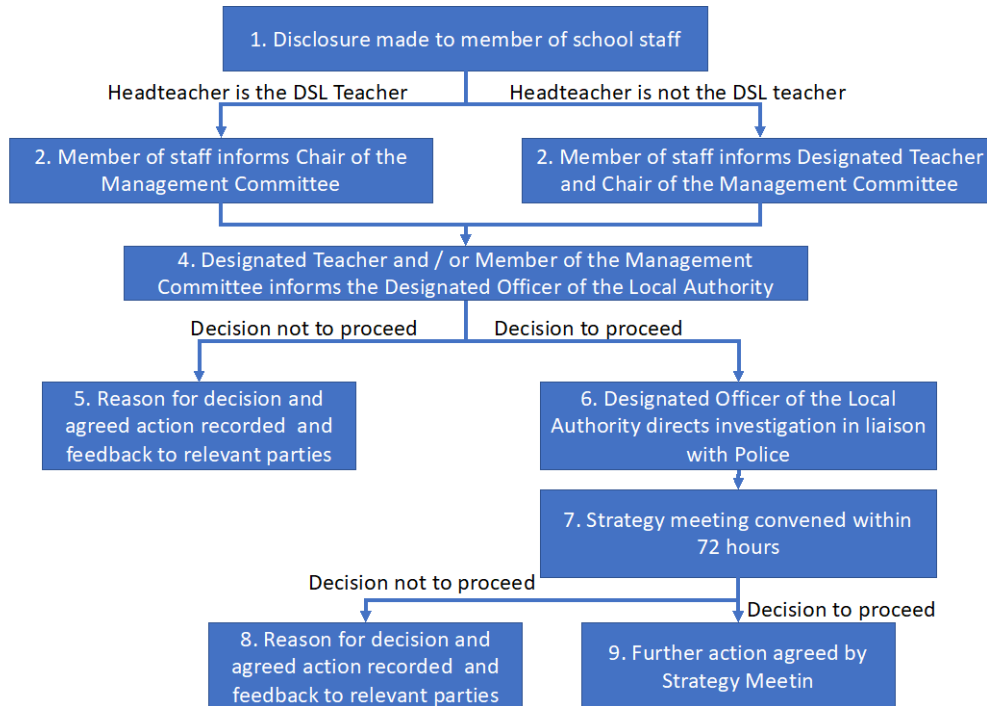 1. Disclosure made to member of school staff
Headteacher is the DSL Teacher
Headteacher is not the DSL teacher
2. Member of staff informs Chair of the
Management Committee
2. Member of staff informs Designated Teacher
and Chair of the Management Committee
4. Designated Teacher and / or Member of the Management
Committee informs the Designated Officer of the Local Authority
Decision not to proceed
Decision to proceed
5. Reason for decision and
agreed action recorded and
feedback to relevant parties
6. Designated Officer of the Local
Authority directs investigation in liaison
with Police
7. Strategy meeting convened within
72 hours
Decision not to proceed
Decision to proceed
8. Reason for decision and
agreed action recorded and
feedback to relevant parties
9. Further action agreed by
Strategy Meetin